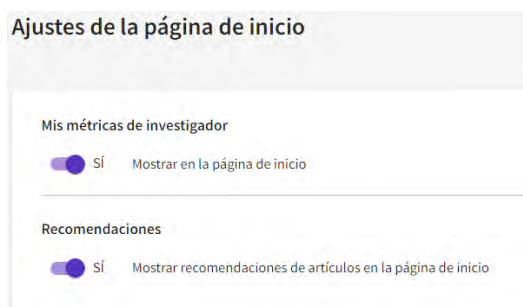 Ajustes de la página de inicio
Mis métricas de investigador
SÍ Mostrar en la página de inicio
Recomendaciones
SÍ Mostrar recomendaciones de artículos en la página de inicio